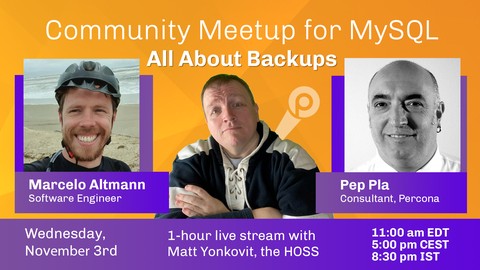 Community Meetup for MySQL
All About Backups
Marcelo Altmann
Software Engineer
Pep Pla
Consultant, Percona
Wednesday,
November 3rd
1-hour live stream with
Matt Yonkovit, the HOSS
11:00 am EDT
5:00 pm CEST
8:30 pm IST